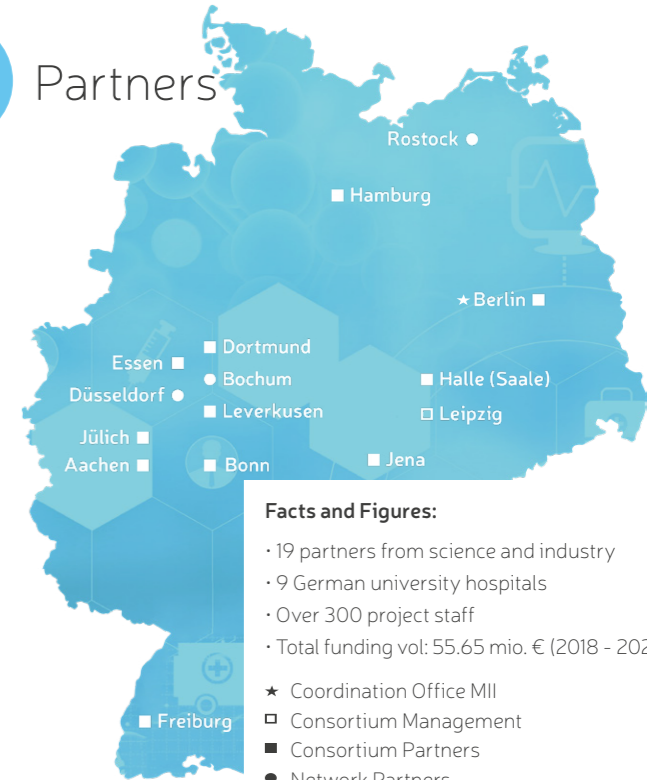 Partners
Rostock
Hamburg
Berlin
Dortmund
Essen
Bochum
Halle (Saale)
Düsseldorf
Leverkusen
Leipzig
Jülich
Aachen
Bonn
Jena
Facts and Figures:
· 19 partners from science and industry
· 9 German university hospitals
· Over 300 project staff
· Total funding vol: 55.65 mio. € (2018 - 202
★ Coordination Office MII
□ Consortium Management
■ Consortium Partners
● Network Partners
Freiburg